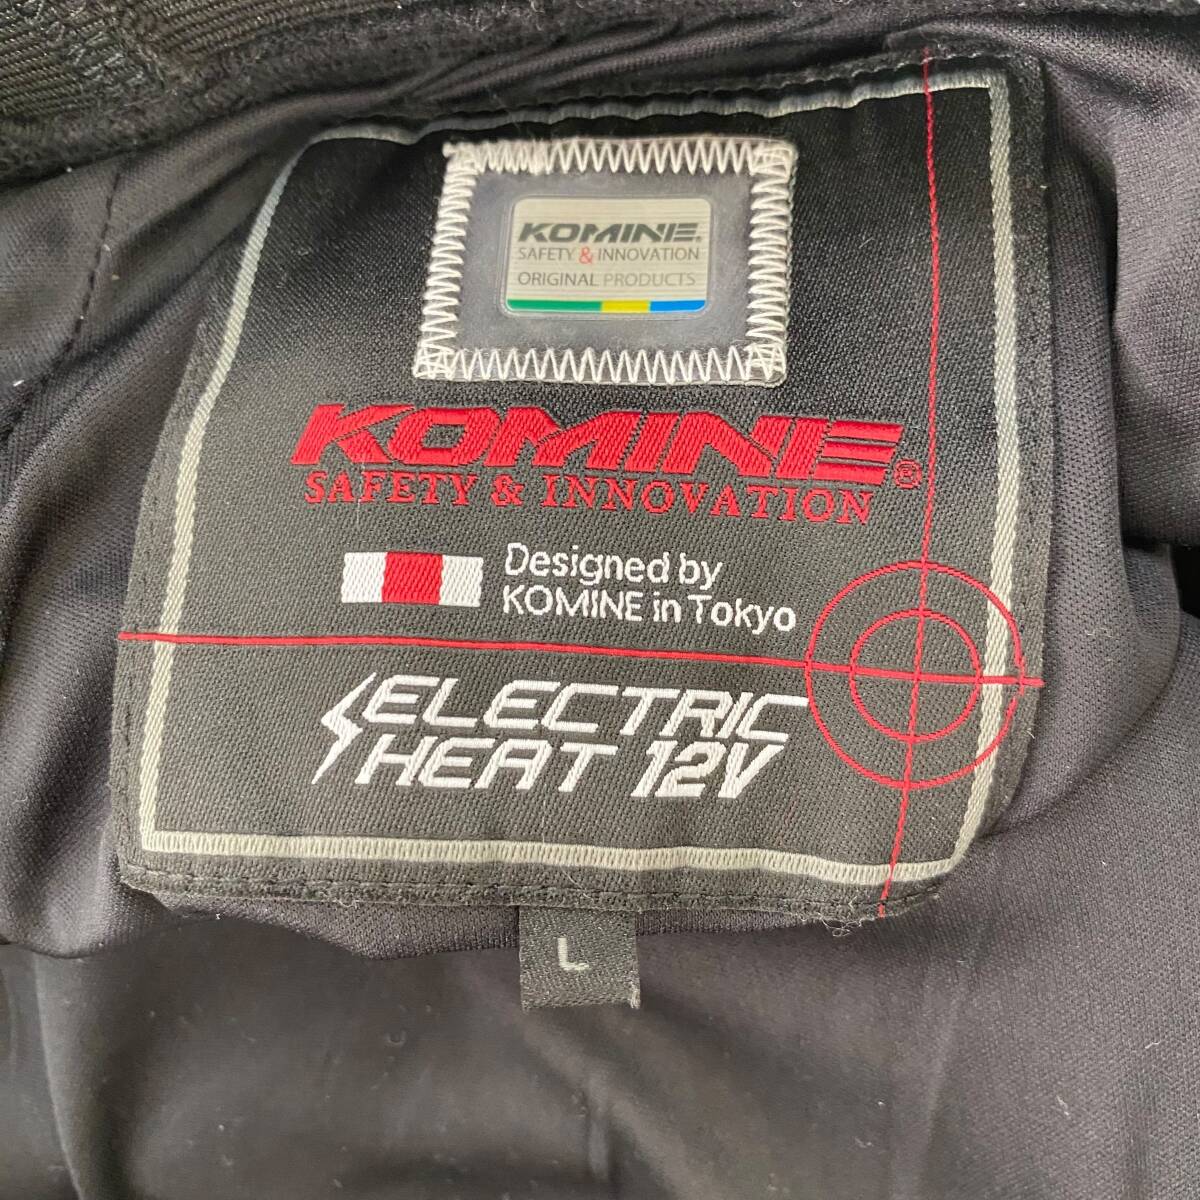 KOMINE®
SAFETY & INNOVATION
ORIGINAL PRODUCTS
KOMINE®
SAFETY & INNOVATION
Designed by
KOMINE in Tokyo
ELECTRIC
HEAT 12V
L